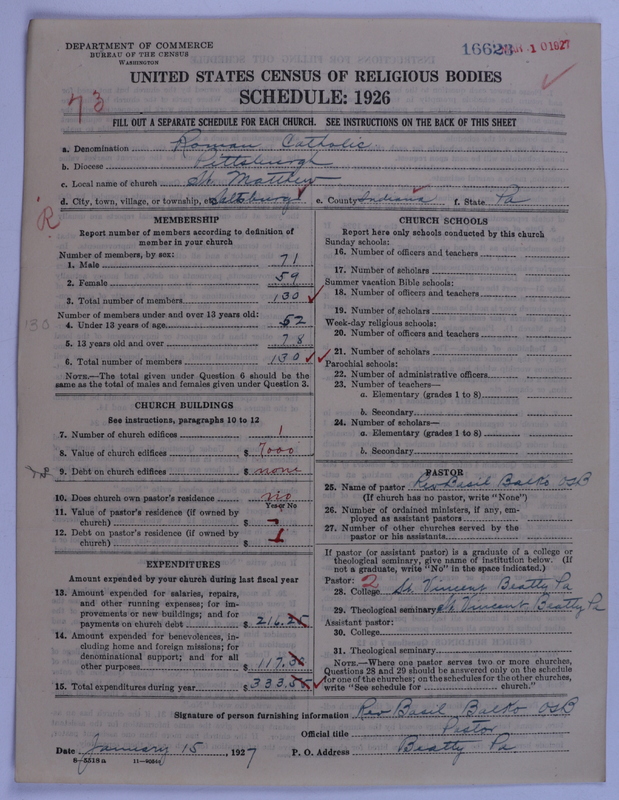 DEPARTMENT OF COMMERCE
BUREAU OF THE CENSUS
WASHINGTON
16623
UNITED STATES CENSUS OF RELIGIOUS BODIES
SCHEDULE: 1926
73
FILL OUT A SEPARATE SCHEDULE FOR EACH CHURCH. SEE INSTRUCTIONS ON THE BACK OF THIS SHEET
a. Denomination Roman Catholic
b. Diocese Pittsburgh
c. Local name of church St. Matthew
d. City, town, village, or township, etc. Saltsburg e. County Indiana f. State Pa
R
MEMBERSHIP
Report number of members according to definition of
member in your church
Number of members, by sex:
1. Male 71
2. Female 59
3. Total number of members 130
Number of members under and over 13 years old:
4. Under 13 years of age 52
130
5. 13 years old and over 78
6. Total number of members 130
NOTE.—The total given under Question 6 should be the
same as the total of males and females given under Question 3.
CHURCH BUILDINGS
See instructions, paragraphs 10 to 12
7. Number of church edifices 1
8. Value of church edifices $ 7000
9. Debt on church edifices $ none
10. Does church own pastor's residence no
Yes or No
11. Value of pastor's residence (if owned by
church) $
12. Debt on pastor's residence (if owned by
church) $
EXPENDITURES
Amount expended by your church during last fiscal year
13. Amount expended for salaries, repairs,
and other running expenses; for im-
provements or new buildings; and for
payments on church debt $ 216.25
14. Amount expended for benevolences, in-
cluding home and foreign missions; for
denominational support; and for all
other purposes $ 117.
15. Total expenditures during year $ 333.
CHURCH SCHOOLS
Report here only schools conducted by this church
Sunday schools:
16. Number of officers and teachers
17. Number of scholars
Summer vacation Bible schools:
18. Number of officers and teachers
19. Number of scholars
Week-day religious schools:
20. Number of officers and teachers
21. Number of scholars
Parochial schools:
22. Number of administrative officers
23. Number of teachers—
a. Elementary (grades 1 to 8)
b. Secondary
24. Number of scholars—
a. Elementary (grades 1 to 8)
b. Secondary
PASTOR
25. Name of pastor Rev Basil Balko OSB
(If church has no pastor, write "None")
26. Number of ordained ministers, if any, em-
ployed as assistant pastors
27. Number of other churches served by the
pastor or his assistants
If pastor (or assistant pastor) is a graduate of a college or
theological seminary, give name of institution below. (If
not a graduate, write "No" in the space indicated.)
Pastor: 2
28. College St. Vincent Beatty Pa
29. Theological seminary St. Vincent Beatty Pa
Assistant pastor:
30. College
31. Theological seminary
NOTE.—Where one pastor serves two or more churches,
Questions 28 and 29 should be answered only on the schedule
for one of the churches; on the schedules for the other churches,
write "See schedule for church."
Signature of person furnishing information Rev Basil Balko OSB
Official title Pastor
Date January 15 1927 P. O. Address Beatty Pa
8—5518a 11—9034